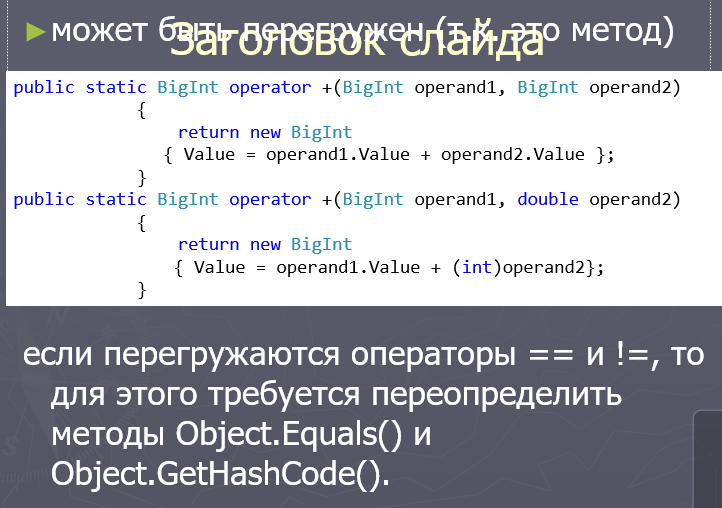 Заголовок слайда
►может быть перегружен (т.к. это метод)
public static BigInt operator +(BigInt operand1, BigInt operand2)
{
return new BigInt
{ Value = operand1.Value + operand2.Value };
}
public static BigInt operator +(BigInt operand1, double operand2)
{
return new BigInt
{ Value = operand1.Value + (int)operand2};
}
если перегружаются операторы == и !=, то
для этого требуется переопределить
методы Object.Equals() и
Object.GetHashCode().